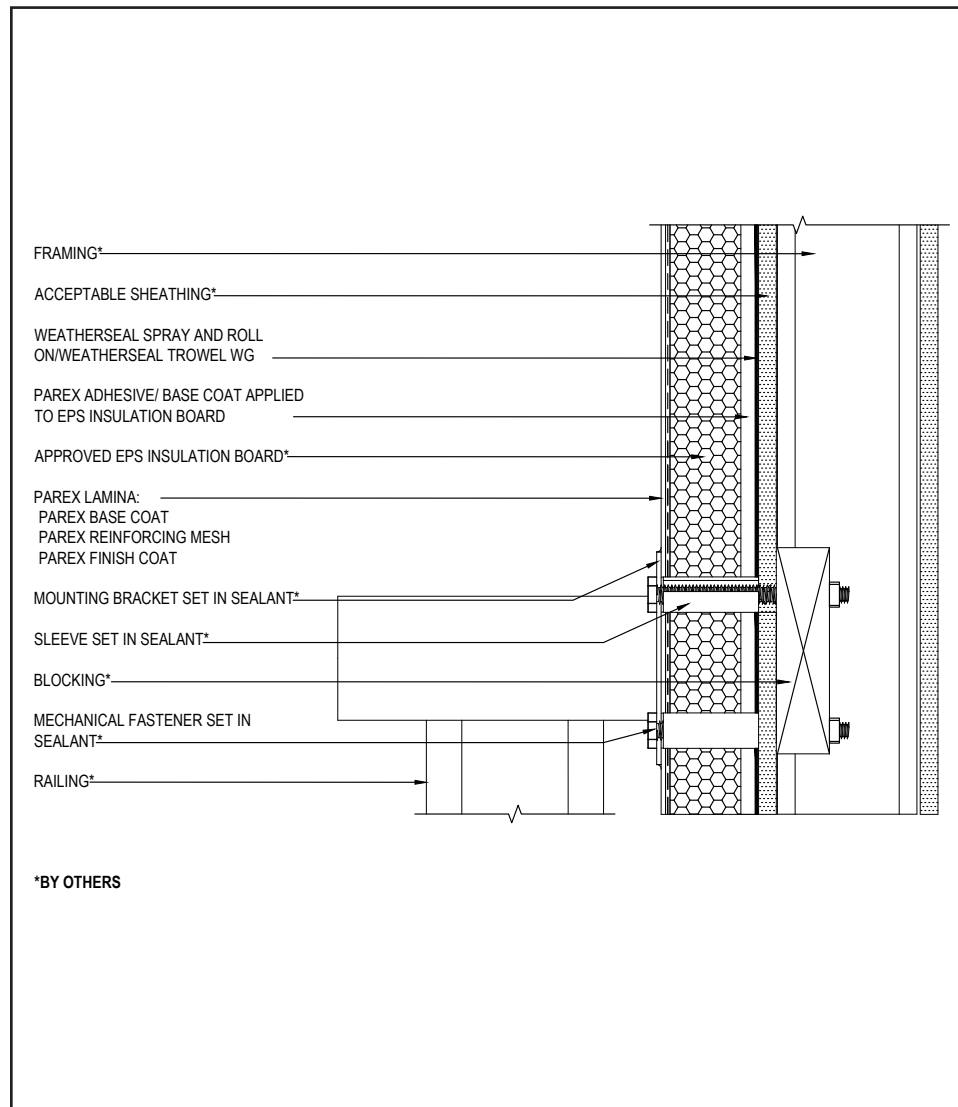 FRAMING*
ACCEPTABLE SHEATHING*
WEATHERSEAL SPRAY AND ROLL
ON/WEATHERSEAL TROWEL WG
PAREX ADHESIVE/ BASE COAT APPLIED
TO EPS INSULATION BOARD
APPROVED EPS INSULATION BOARD*
PAREX LAMINA:
PAREX BASE COAT
PAREX REINFORCING MESH
PAREX FINISH COAT
MOUNTING BRACKET SET IN SEALANT*
SLEEVE SET IN SEALANT*
BLOCKING*
MECHANICAL FASTENER SET IN
SEALANT*
RAILING*
*BY OTHERS